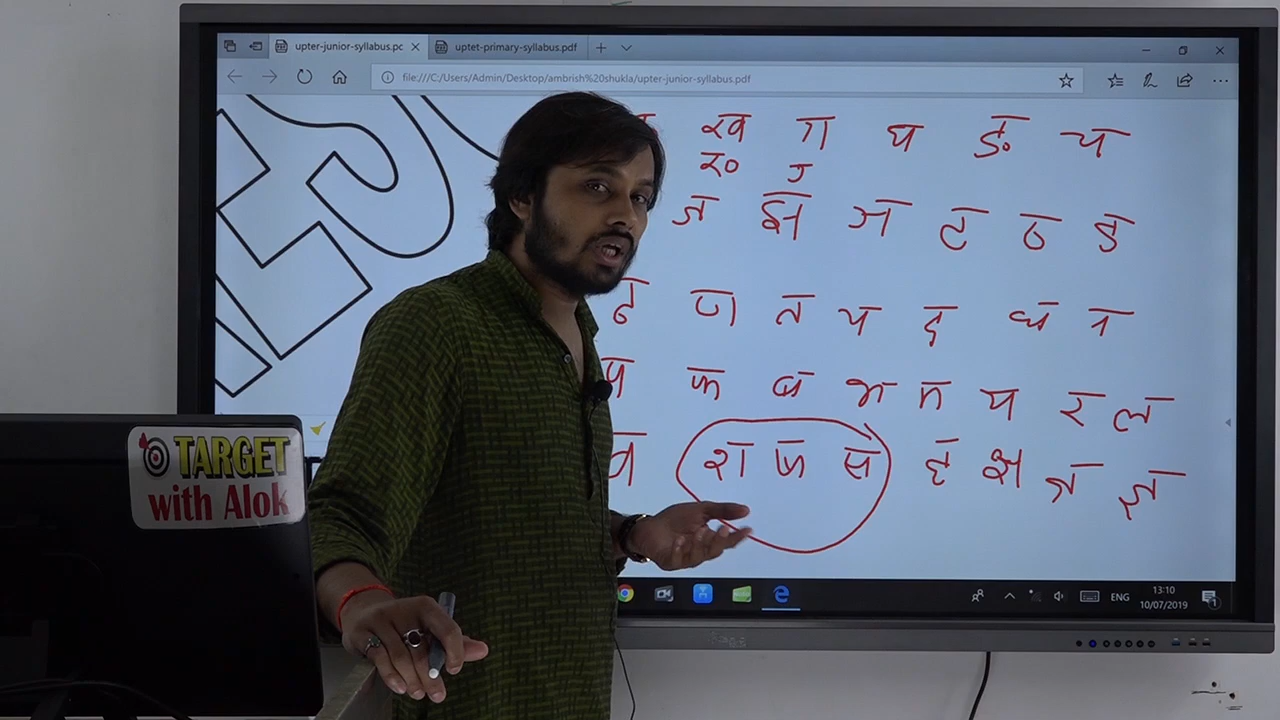 upter-junior-syllabus.pc
uptet-primary-syllabus.pdf
file:///C:/Users/Admin/Desktop/ambrish%20shukla/upter-junior-syllabus.pdf
ख ग घ ङ च
ज झ ञ ट ठ ड
ढ ण त थ द ध न
प फ ब भ म य र ल
व श ष स ह क्ष त्र ज्ञ
TARGET
with Alok
ENG
13:10
10/07/2019